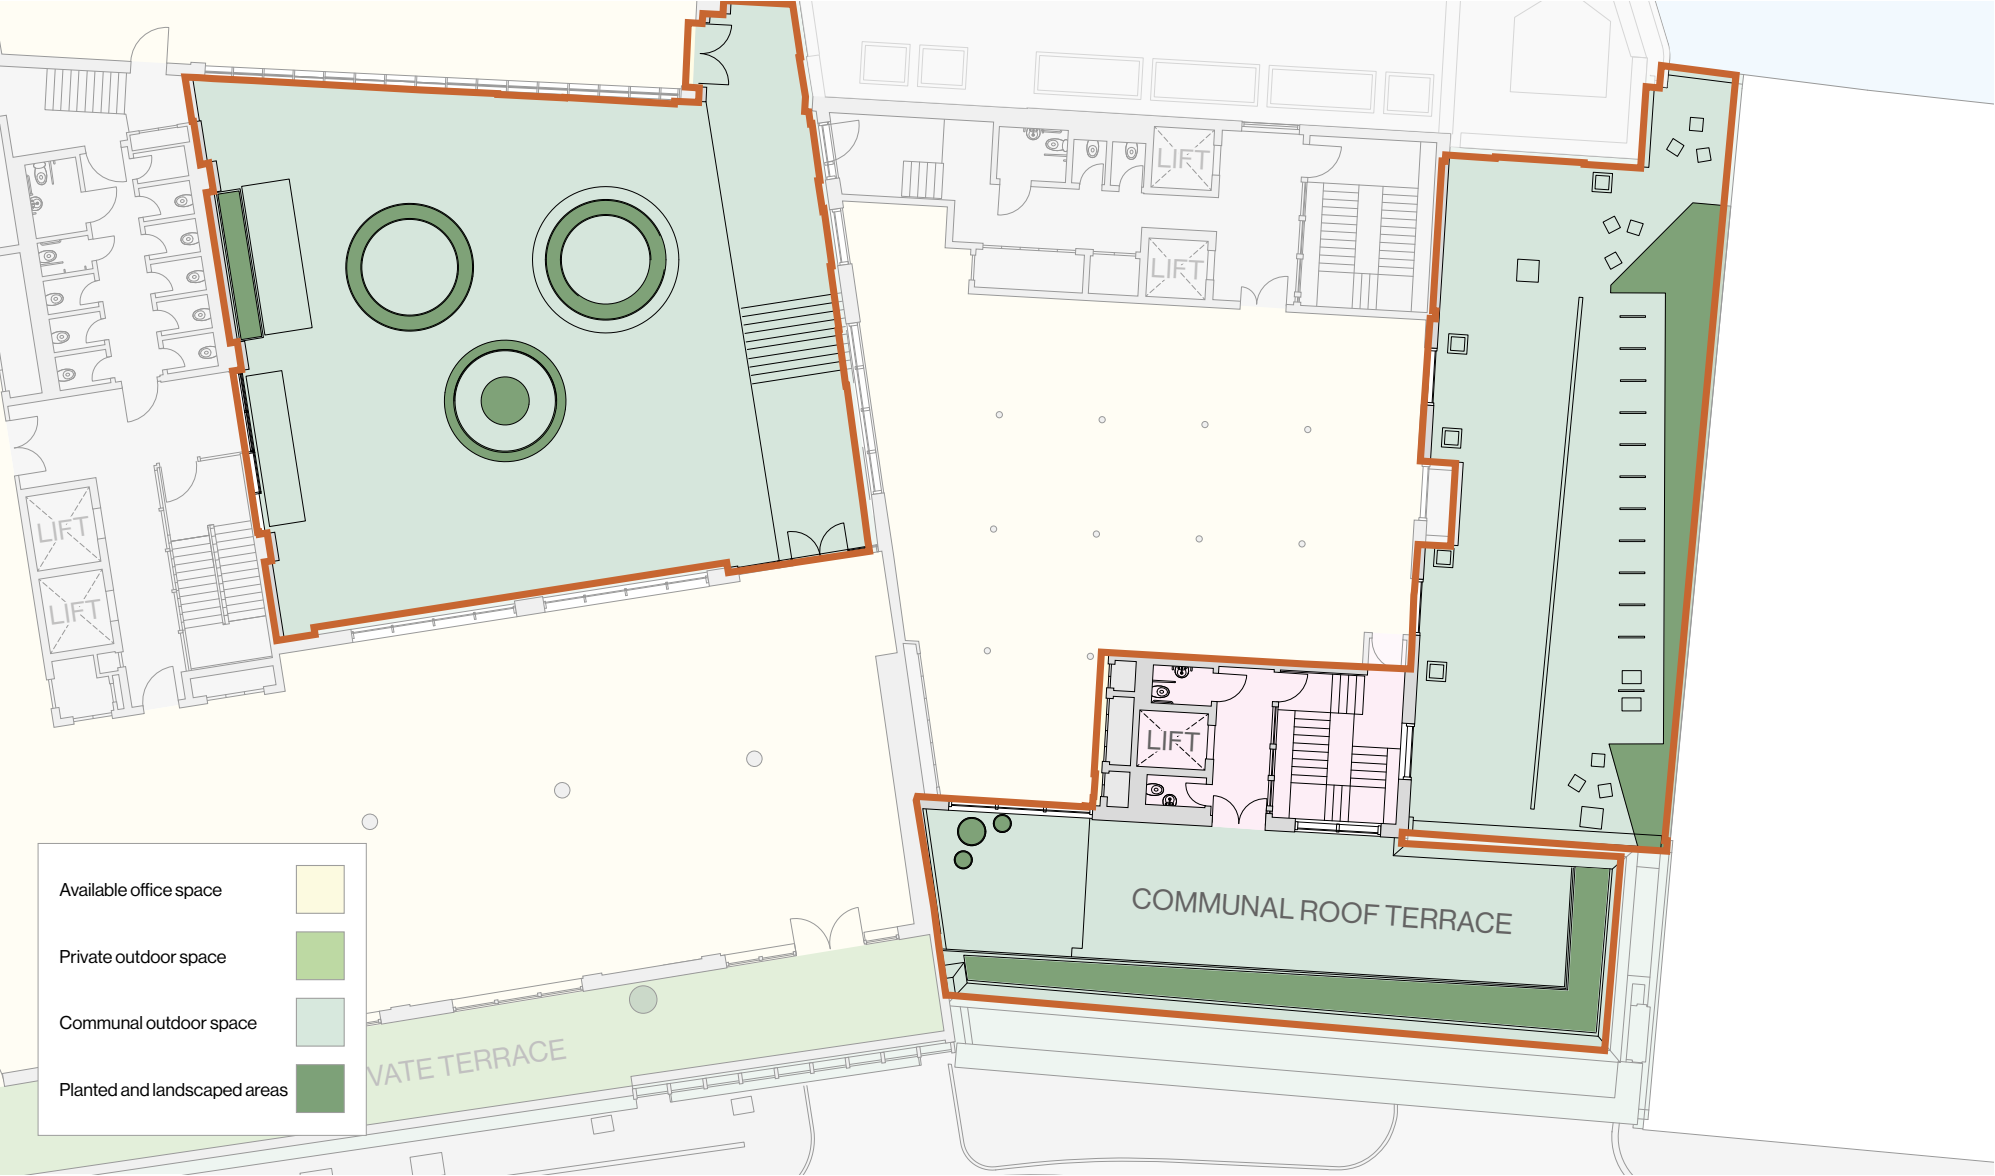 LIFT
LIFT
LIFT
LIFT
LIFT
COMMUNAL ROOF TERRACE
VATE TERRACE
Available office space
Private outdoor space
Communal outdoor space
Planted and landscaped areas